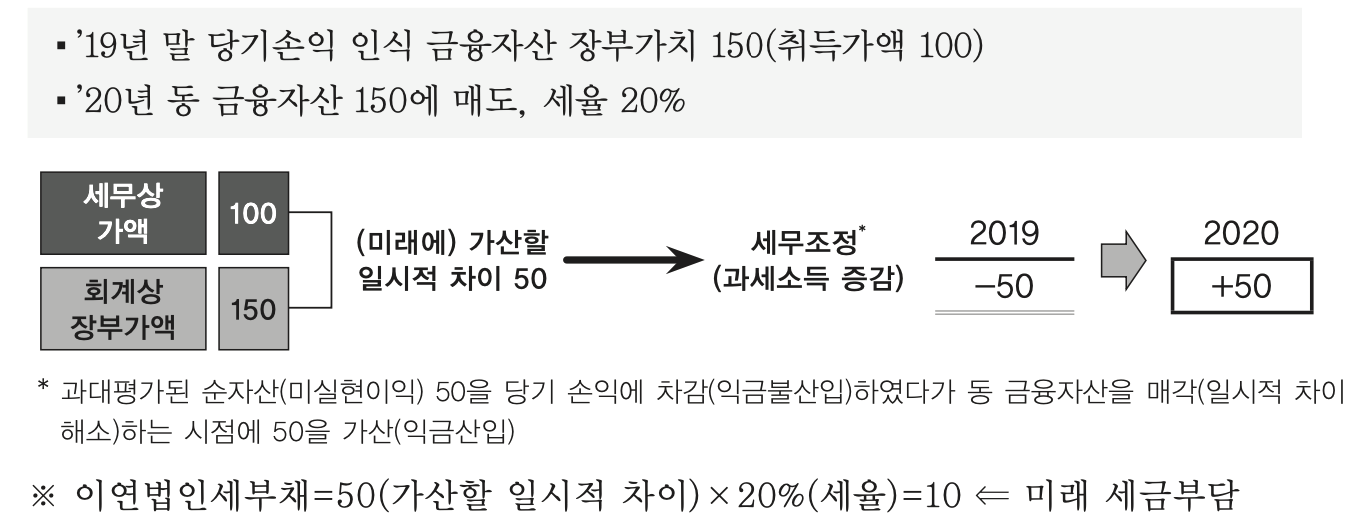 ▪ ’19년 말 당기손익 인식 금융자산 장부가치 150(취득가액 100)
▪ ’20년 동 금융자산 150에 매도, 세율 20%
세무상
가액
100
회계상
장부가액
150
(미래에) 가산할
일시적 차이 50
세무조정*
(과세소득 증감)
2019
−50
2020
+50
* 과대평가된 순자산(미실현이익) 50을 당기 손익에 차감(익금불산입)하였다가 동 금융자산을 매각(일시적 차이
해소)하는 시점에 50을 가산(익금산입)
※ 이연법인세부채=50(가산할 일시적 차이)×20%(세율)=10 ⇐ 미래 세금부담